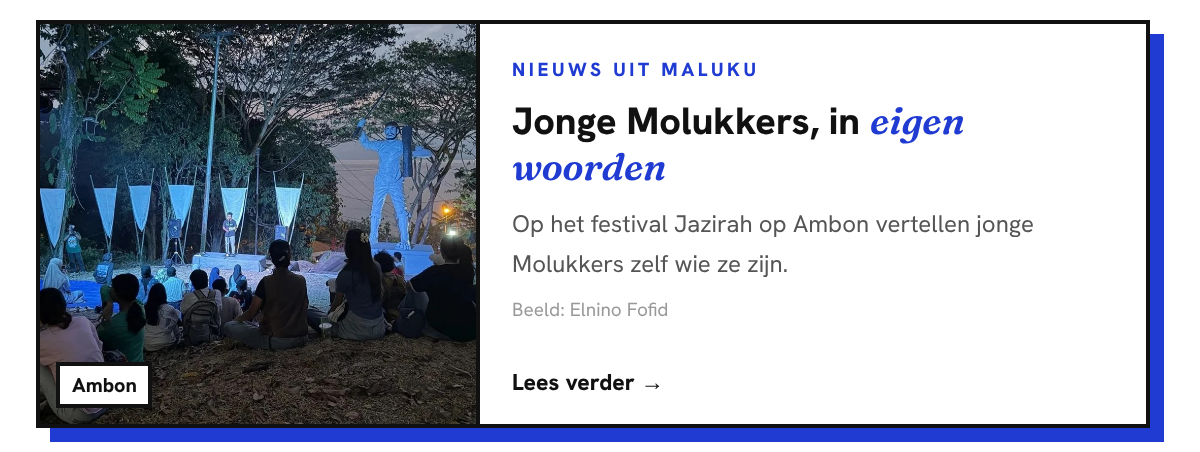 NIEUWS UIT MALUKU
Jonge Molukkers, in eigen
woorden
Op het festival Jazirah op Ambon vertellen jonge
Molukkers zelf wie ze zijn.
Beeld: Elnino Fofid
Lees verder →
Ambon